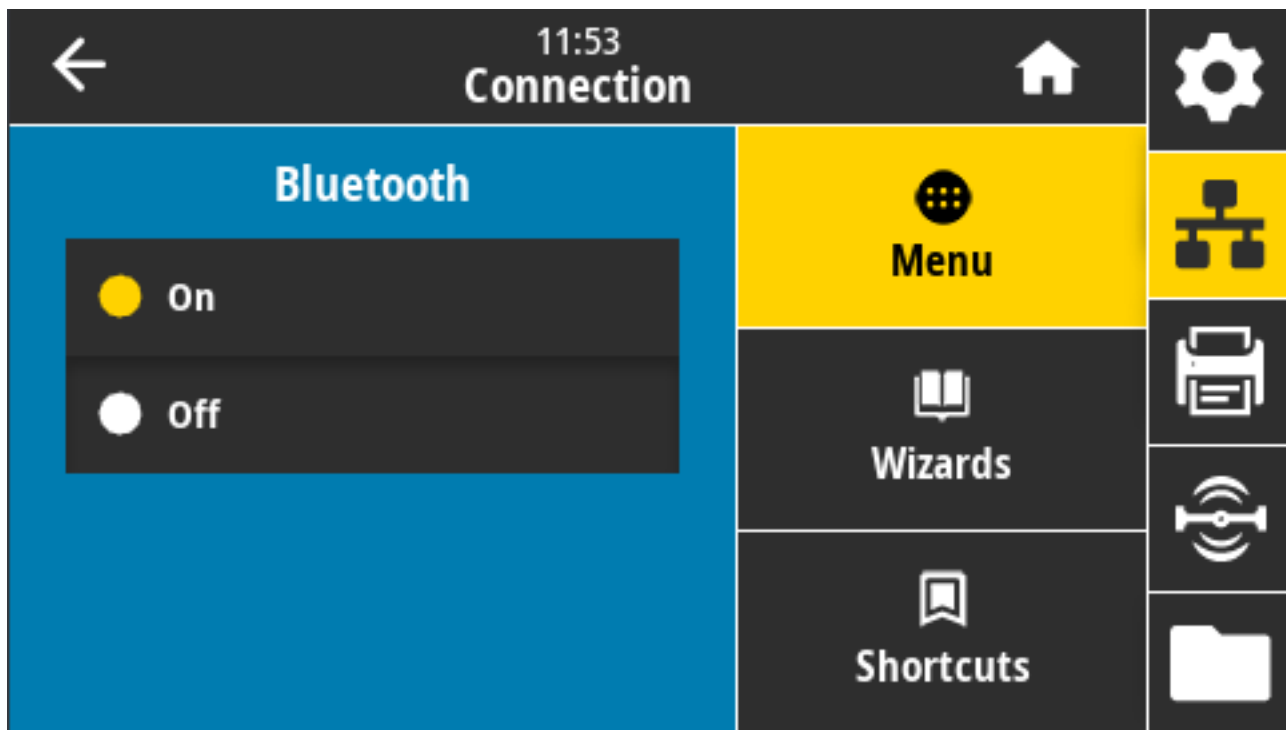 11:53
Connection
Bluetooth
On
Off
Menu
Wizards
Shortcuts